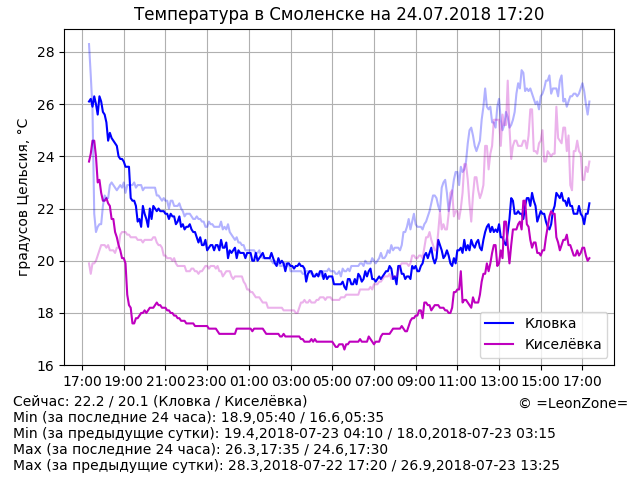 Температура в Смоленске на 24.07.2018 17:20
градусов Цельсия, °C
28
26
24
22
20
18
16
Кловка
Киселёвка
17:00 19:00 21:00 23:00 01:00 03:00 05:00 07:00 09:00 11:00 13:00 15:00 17:00
Сейчас: 22.2 / 20.1 (Кловка / Киселёвка)
© =LeonZone=
Min (за последние 24 часа): 18.9,05:40 / 16.6,05:35
Min (за предыдущие сутки): 19.4,2018-07-23 04:10 / 18.0,2018-07-23 03:15
Max (за последние 24 часа): 26.3,17:35 / 24.6,17:30
Max (за предыдущие сутки): 28.3,2018-07-22 17:20 / 26.9,2018-07-23 13:25